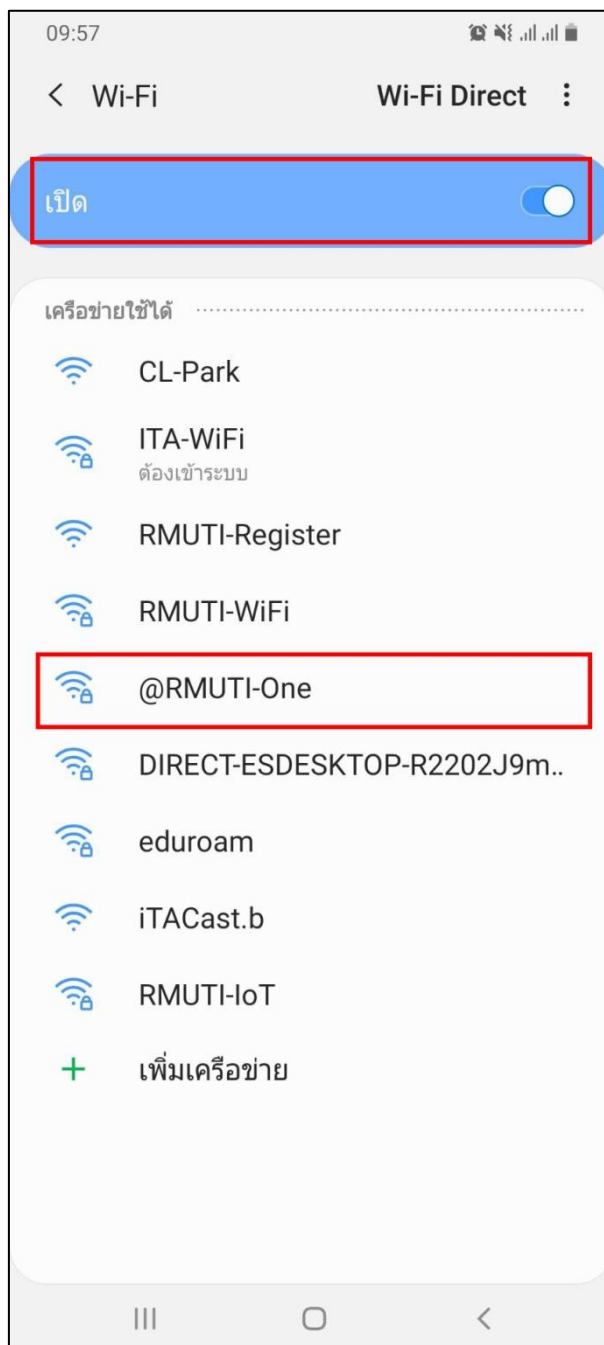 09:57
Wi-Fi Wi-Fi Direct
เปิด
เครือข่ายใช้ได้
CL-Park
ITA-WiFi
ต้องเข้าระบบ
RMUTI-Register
RMUTI-WiFi
@RMUTI-One
DIRECT-ESDESKTOP-R2202J9m..
eduroam
iTACast.b
RMUTI-IoT
เพิ่มเครือข่าย